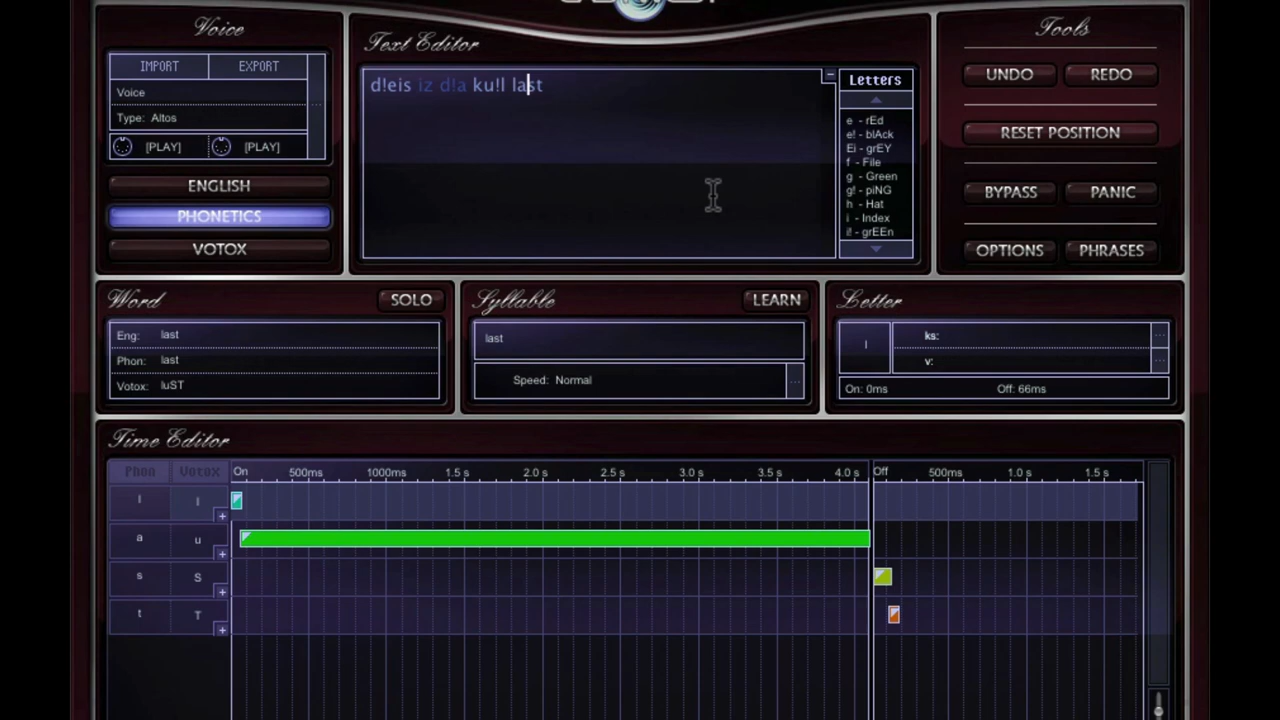 Voice
IMPORT EXPORT
Voice
Type: Altos
[PLAY] [PLAY]
ENGLISH
PHONETICS
VOTOX
Text Editor
d!eis iz d!a ku!l last
Letters
e - rEd
e! - blAck
Ei - grEY
f - File
g - Green
g! - piNG
h - Hat
i - Index
i! - grEEn
Tools
UNDO REDO
RESET POSITION
BYPASS PANIC
OPTIONS PHRASES
Word SOLO
Eng: last
Phon: last
Votox: luST
Syllable LEARN
last
Speed: Normal
Letter
l
ks:
v:
On: 0ms Off: 66ms
Time Editor
Phon Votox On 500ms 1000ms 1.5 s 2.0 s 2.5 s 3.0 s 3.5 s 4.0 s Off 500ms 1.0 s 1.5 s
l l
a u
s S
t T